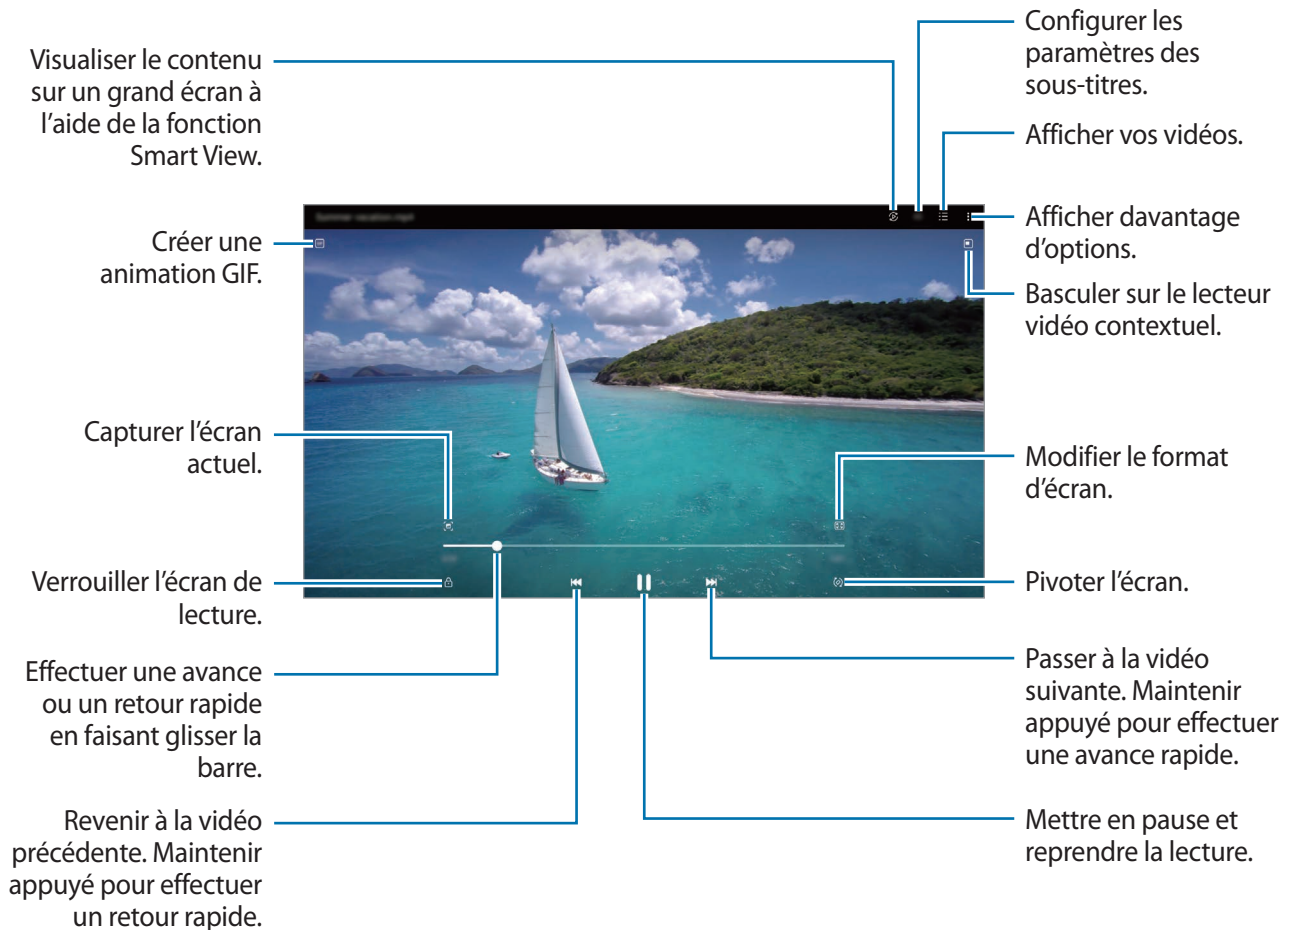 Visualiser le contenu
sur un grand écran à
l’aide de la fonction
Smart View.
Créer une
animation GIF.
Capturer l’écran
actuel.
Verrouiller l’écran de
lecture.
Effectuer une avance
ou un retour rapide
en faisant glisser la
barre.
Revenir à la vidéo
précédente. Maintenir
appuyé pour effectuer
un retour rapide.
Configurer les
paramètres des
sous-titres.
Afficher vos vidéos.
Afficher davantage
d’options.
Basculer sur le lecteur
vidéo contextuel.
Modifier le format
d’écran.
Pivoter l’écran.
Passer à la vidéo
suivante. Maintenir
appuyé pour effectuer
une avance rapide.
Mettre en pause et
reprendre la lecture.
Summer vacation.mp4